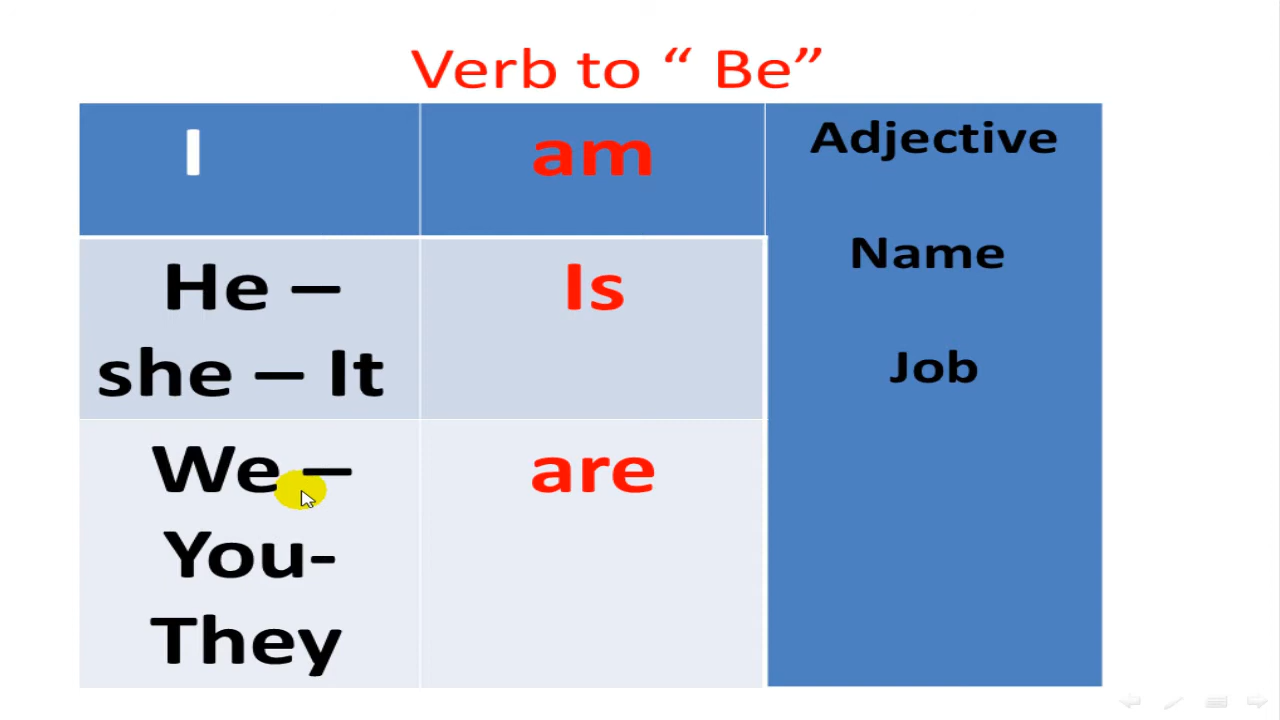 Verb to “ Be”
I
am
Adjective
Name
Job
He –
she – It
Is
We –
You-
They
are